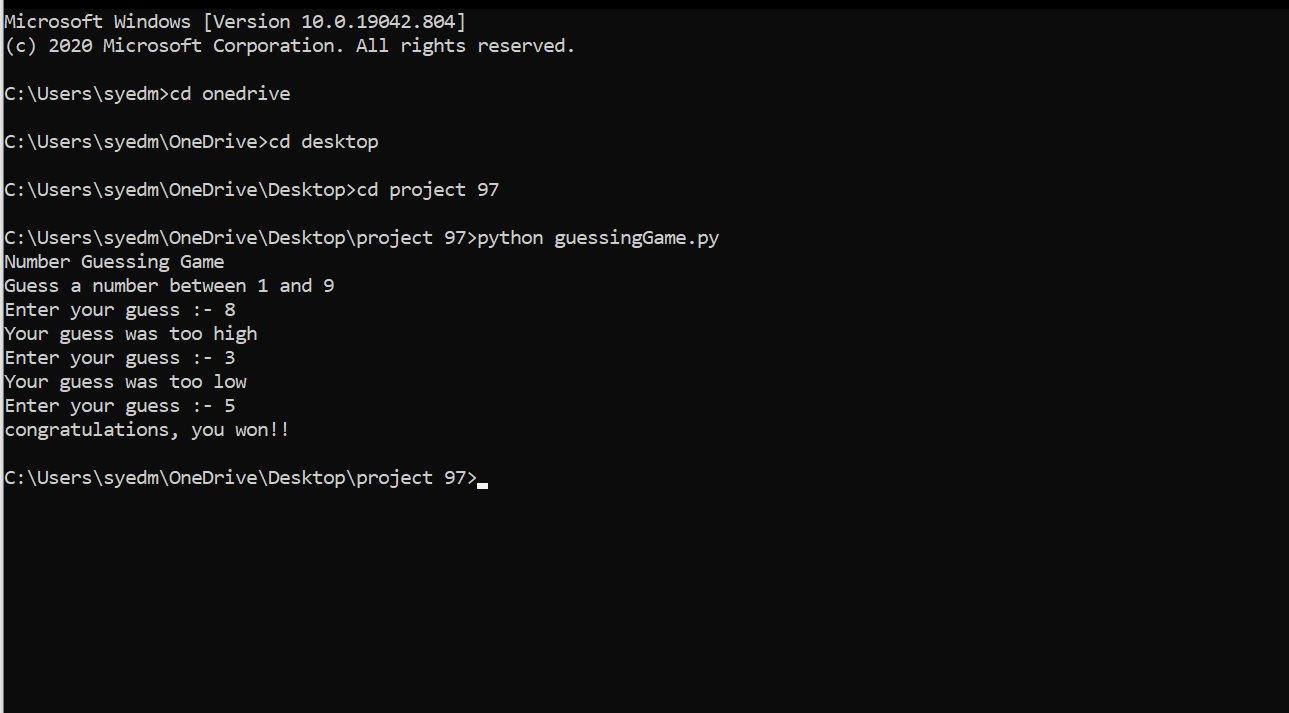 Microsoft Windows [Version 10.0.19042.804]
(c) 2020 Microsoft Corporation. All rights reserved.
C:\Users\syedm>cd onedrive
C:\Users\syedm\OneDrive>cd desktop
C:\Users\syedm\OneDrive\Desktop>cd project 97
C:\Users\syedm\OneDrive\Desktop\project 97>python guessingGame.py
Number Guessing Game
Guess a number between 1 and 9
Enter your guess :- 8
Your guess was too high
Enter your guess :- 3
Your guess was too low
Enter your guess :- 5
congratulations, you won!!
C:\Users\syedm\OneDrive\Desktop\project 97>